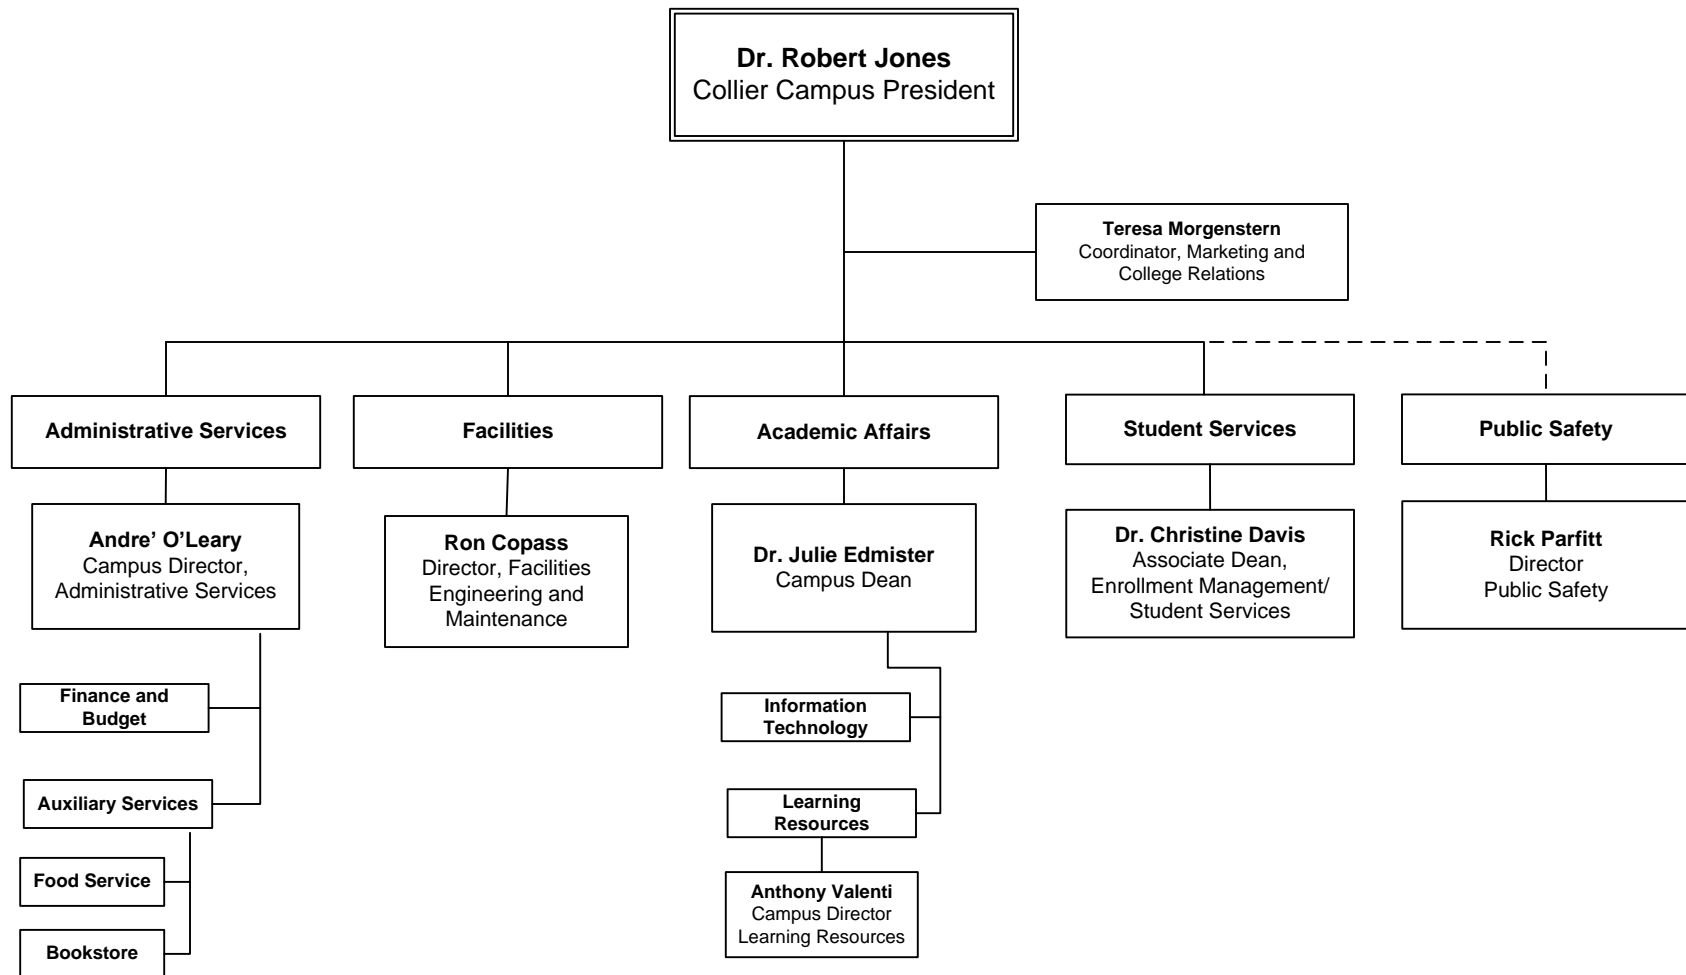 Dr. Robert Jones
Collier Campus President
Teresa Morgenstern
Coordinator, Marketing and
College Relations
Administrative Services
Facilities
Academic Affairs
Student Services
Public Safety
Andre’ O’Leary
Campus Director,
Administrative Services
Ron Copass
Director, Facilities
Engineering and
Maintenance
Dr. Julie Edmister
Campus Dean
Dr. Christine Davis
Associate Dean,
Enrollment Management/
Student Services
Rick Parfitt
Director
Public Safety
Finance and
Budget
Auxiliary Services
Food Service
Bookstore
Information
Technology
Learning
Resources
Anthony Valenti
Campus Director
Learning Resources